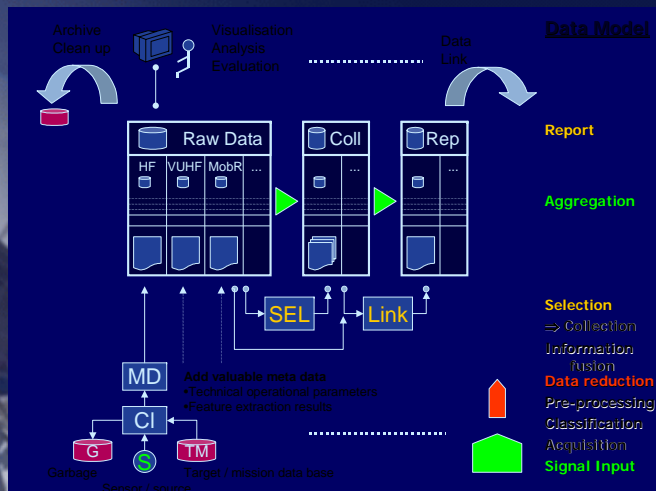 Data Model
Archive
Clean up
Visualisation
Analysis
Evaluation
Data
Link
Raw Data
Coll
Rep
HF
VUHF
MobR
...
...
...
Report
Aggregation
SEL
Link
Selection
⇒ Collection
Information
fusion
Data reduction
Pre-processing
Classification
Acquisition
Signal Input
MD
Add valuable meta data
•Technical operational parameters
•Feature extraction results
CI
G
S
TM
Garbage
Target / mission data base
Sensor / source